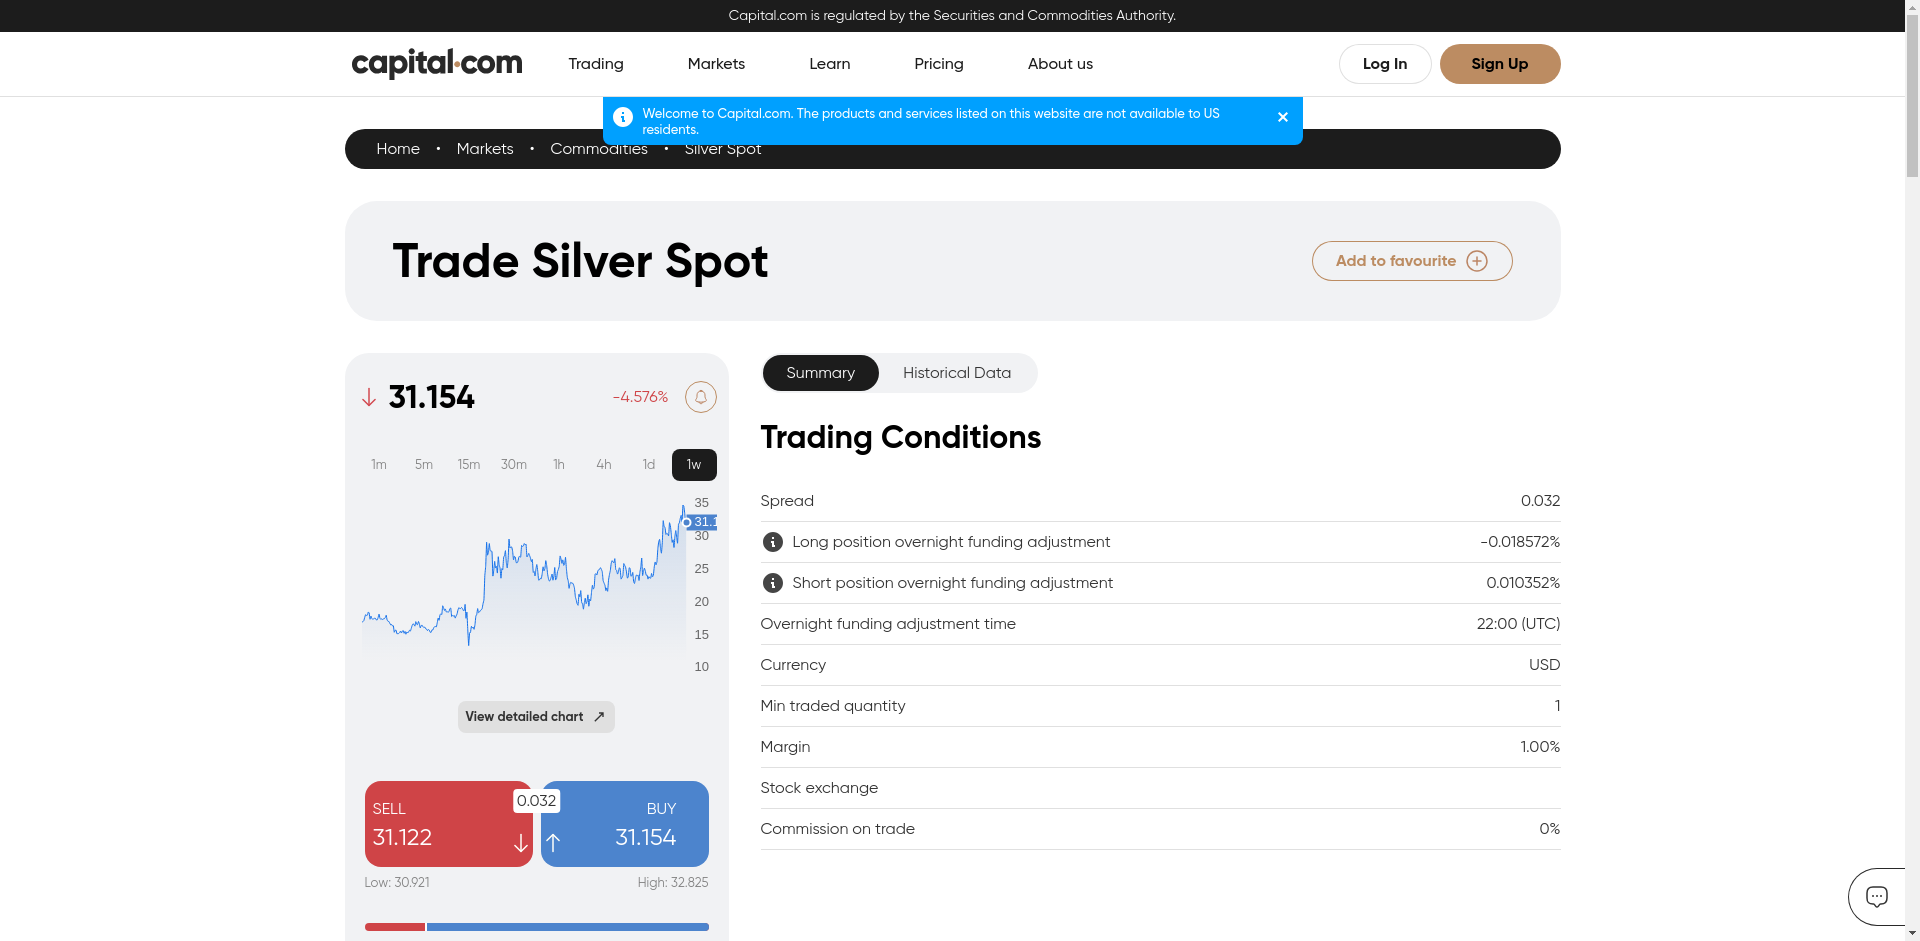 Capital.com is regulated by the Securities and Commodities Authority.
capital.com
Trading
Markets
Learn
Pricing
About us
Log In
Sign Up
Welcome to Capital.com. The products and services listed on this website are not available to US
residents.
Home • Markets • Commodities • Silver Spot
Trade Silver Spot
Add to favourite
31.154
-4.576%
1m 5m 15m 30m 1h 4h 1d 1w
35
31.1
30
25
20
15
10
View detailed chart
SELL
31.122
0.032
BUY
31.154
Low: 30.921
High: 32.825
Summary
Historical Data
Trading Conditions
Spread 0.032
Long position overnight funding adjustment -0.018572%
Short position overnight funding adjustment 0.010352%
Overnight funding adjustment time 22:00 (UTC)
Currency USD
Min traded quantity 1
Margin 1.00%
Stock exchange
Commission on trade 0%